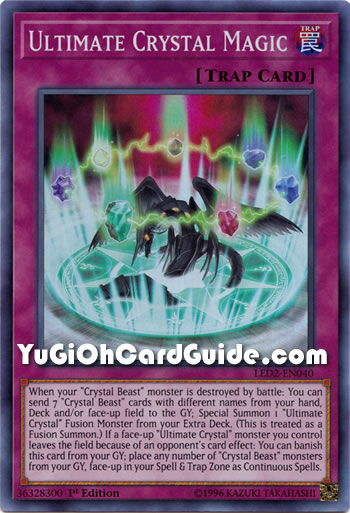 ULTIMATE CRYSTAL MAGIC
TRAP
罠
[TRAP CARD]
YuGiOhCardGuide.com
LED2-EN040
When your "Crystal Beast" monster is destroyed by battle: You can
send 7 "Crystal Beast" cards with different names from your hand,
Deck and/or face-up field to the GY; Special Summon 1 "Ultimate
Crystal" Fusion Monster from your Extra Deck. (This is treated as
a Fusion Summon.) If a face-up "Ultimate Crystal" monster you control
leaves the field because of an opponent's card effect: You can banish
this card from your GY; place any number of "Crystal Beast" monsters
from your GY, face-up in your Spell & Trap Zone as Continuous Spells.
36328300 1st Edition ©1996 KAZUKI TAKAHASHI